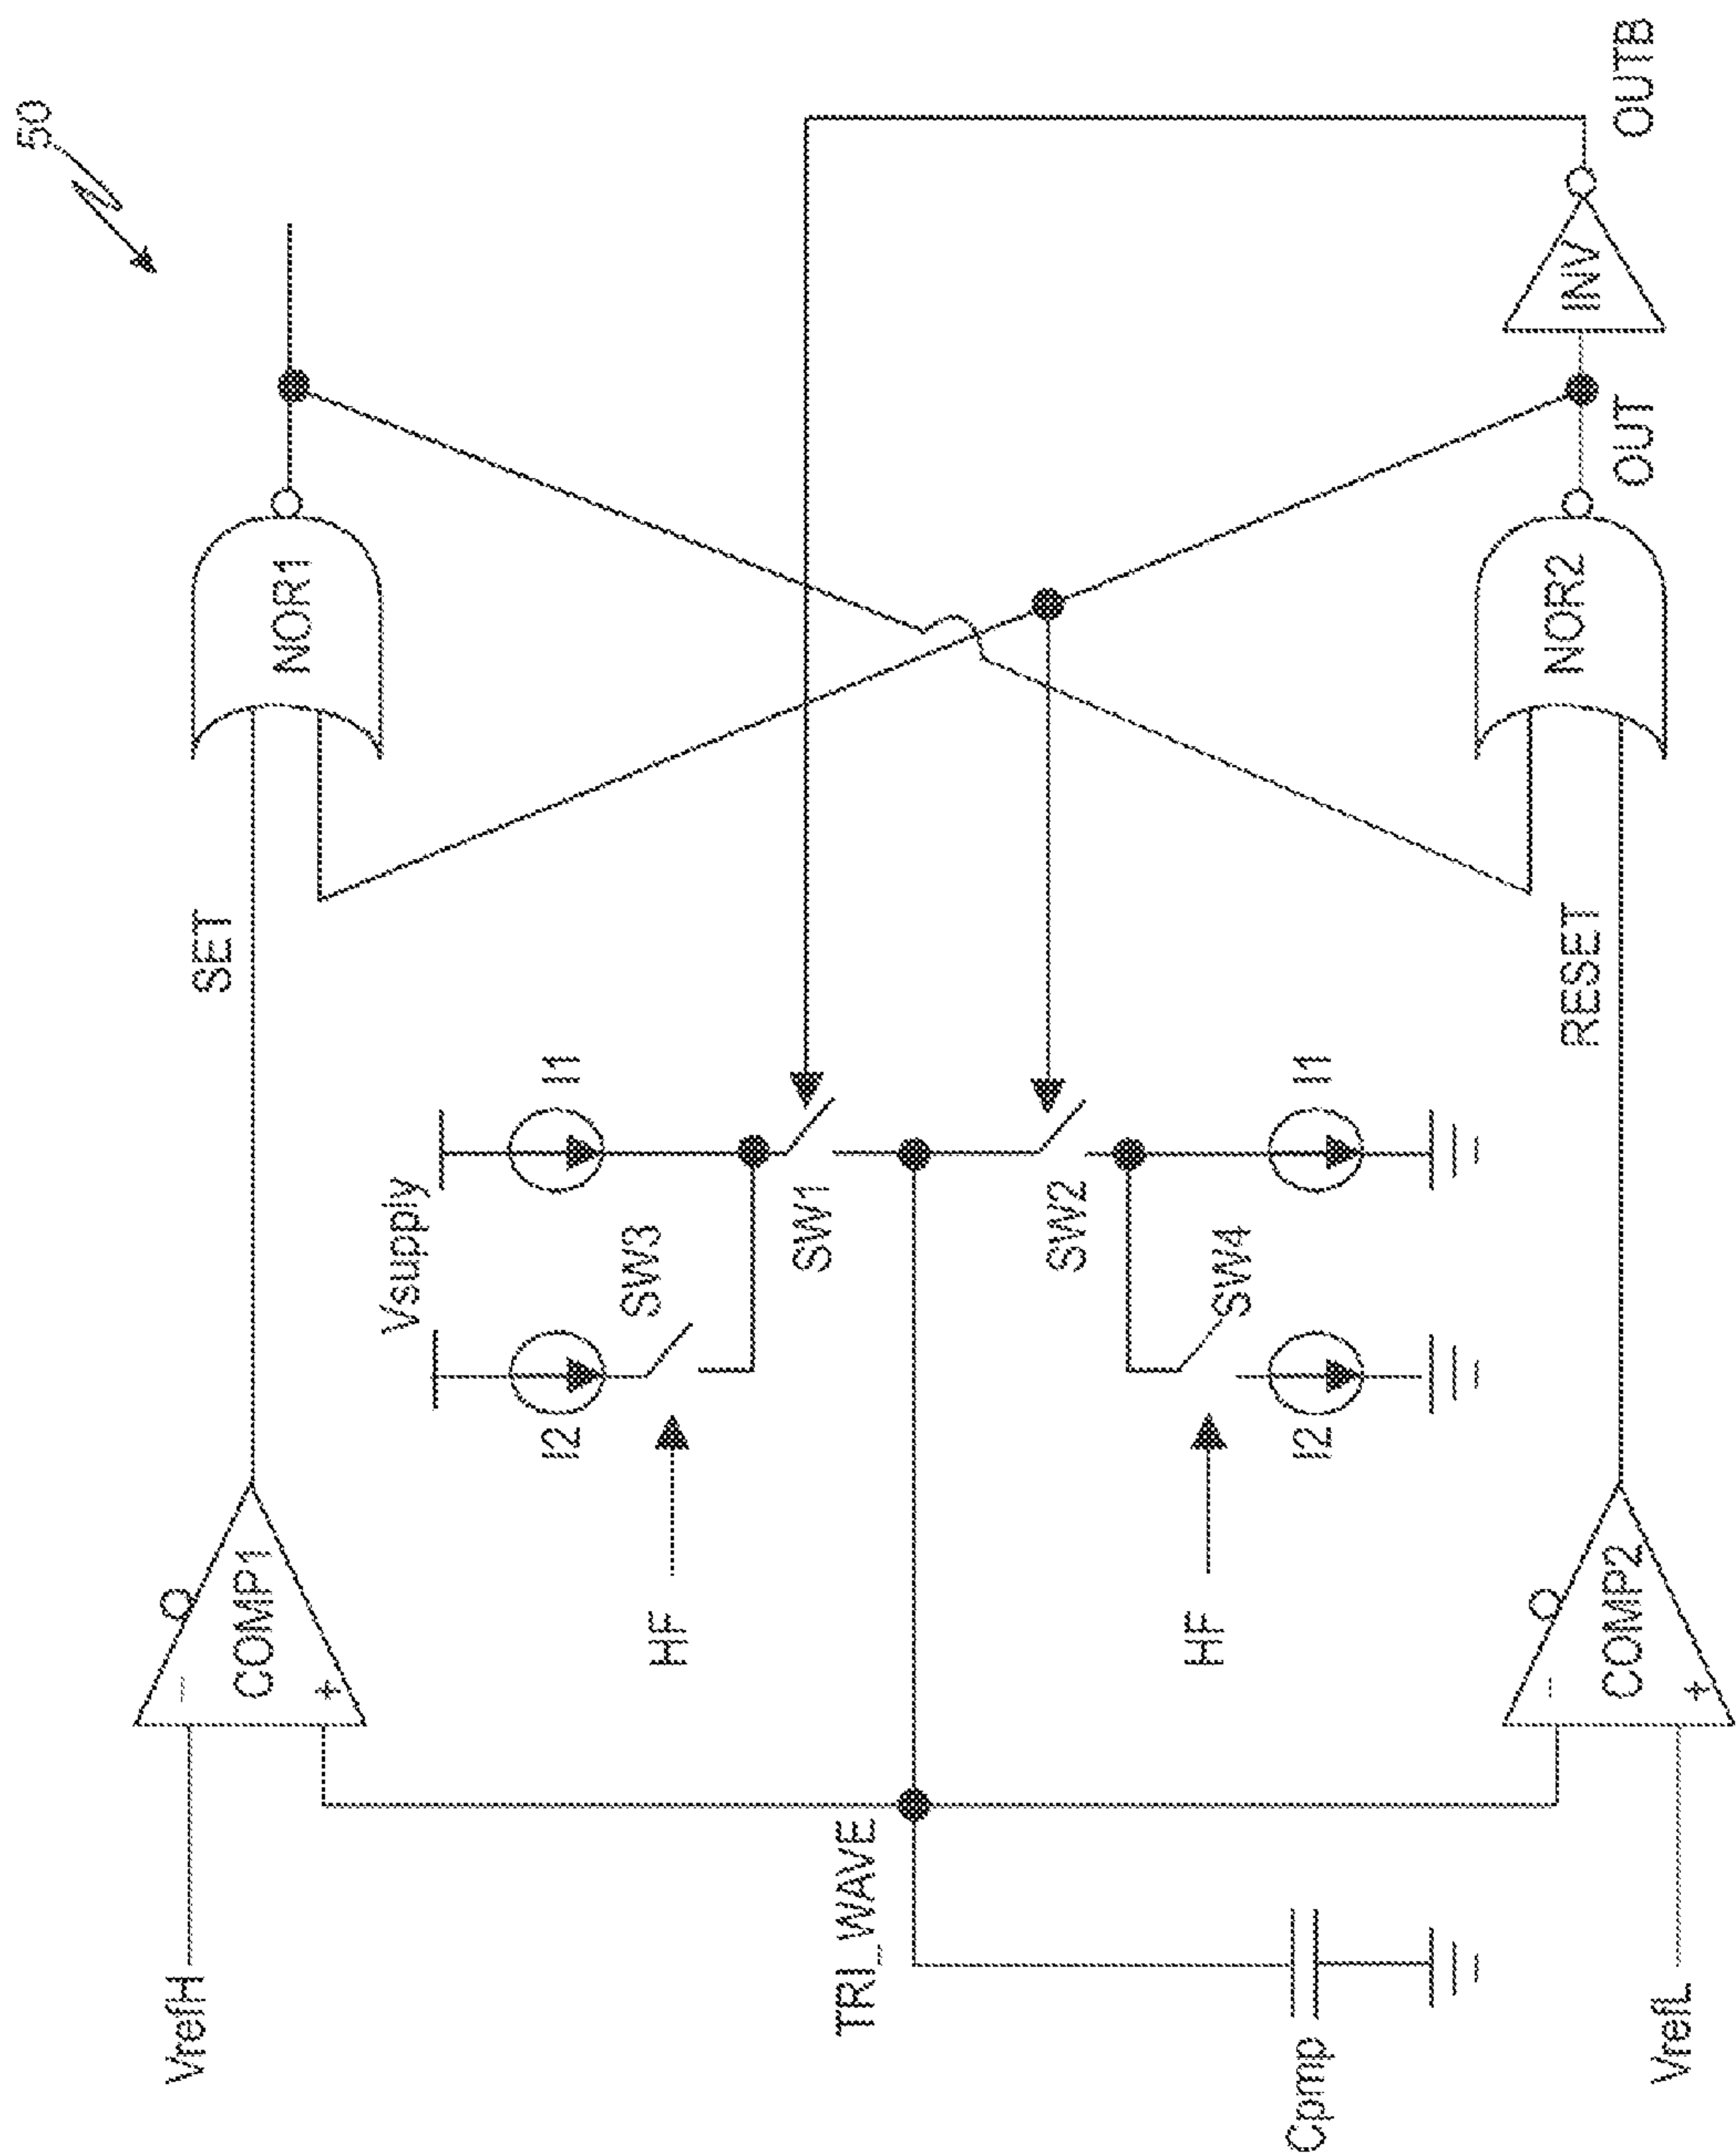 50
VrefH
COMP1
-
+
SET
NOR1
Vsupply
I2
I1
SW3
HF
SW1
TRI_WAVE
SW2
SW4
HF
I2
I1
Cpmp
VrefL
COMP2
-
+
RESET
NOR2
OUT
INV
OUTB